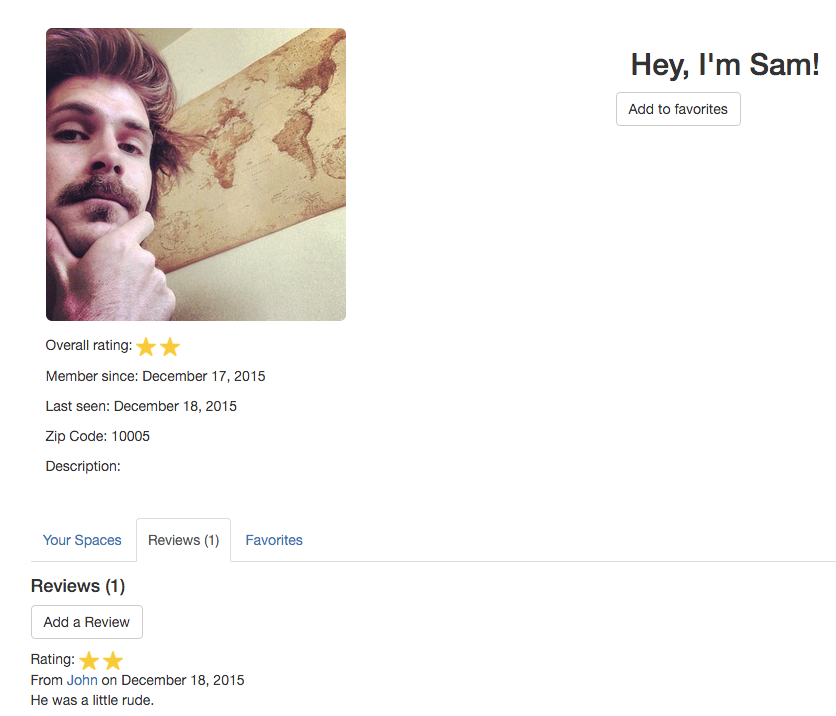 Hey, I'm Sam!
Add to favorites
Overall rating:
Member since: December 17, 2015
Last seen: December 18, 2015
Zip Code: 10005
Description:
Your Spaces Reviews (1) Favorites
Reviews (1)
Add a Review
Rating:
From John on December 18, 2015
He was a little rude.